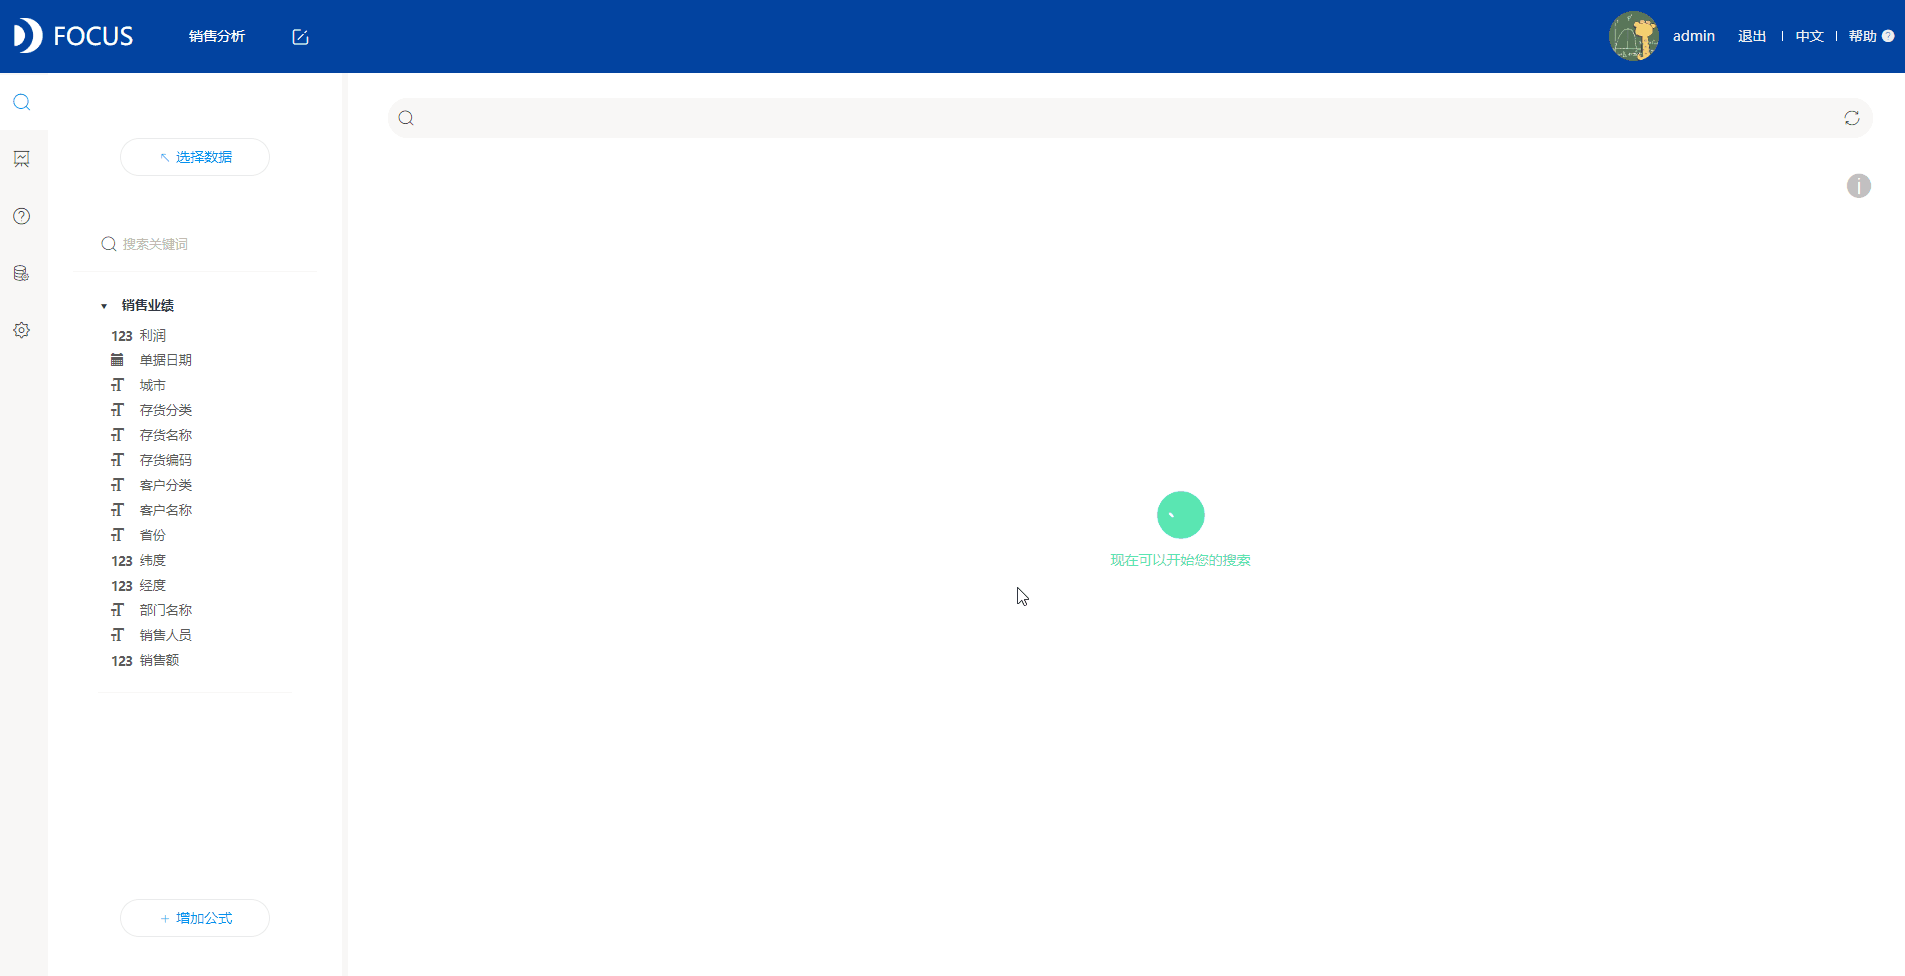 FOCUS 销售分析 admin 退出 | 中文 | 帮助 ?
选择数据
搜索关键词
销售业绩
123 利润
单据日期
城市
存货分类
存货名称
存货编码
客户分类
客户名称
省份
123 纬度
123 经度
部门名称
销售人员
123 销售额
现在可以开始您的搜索
+ 增加公式